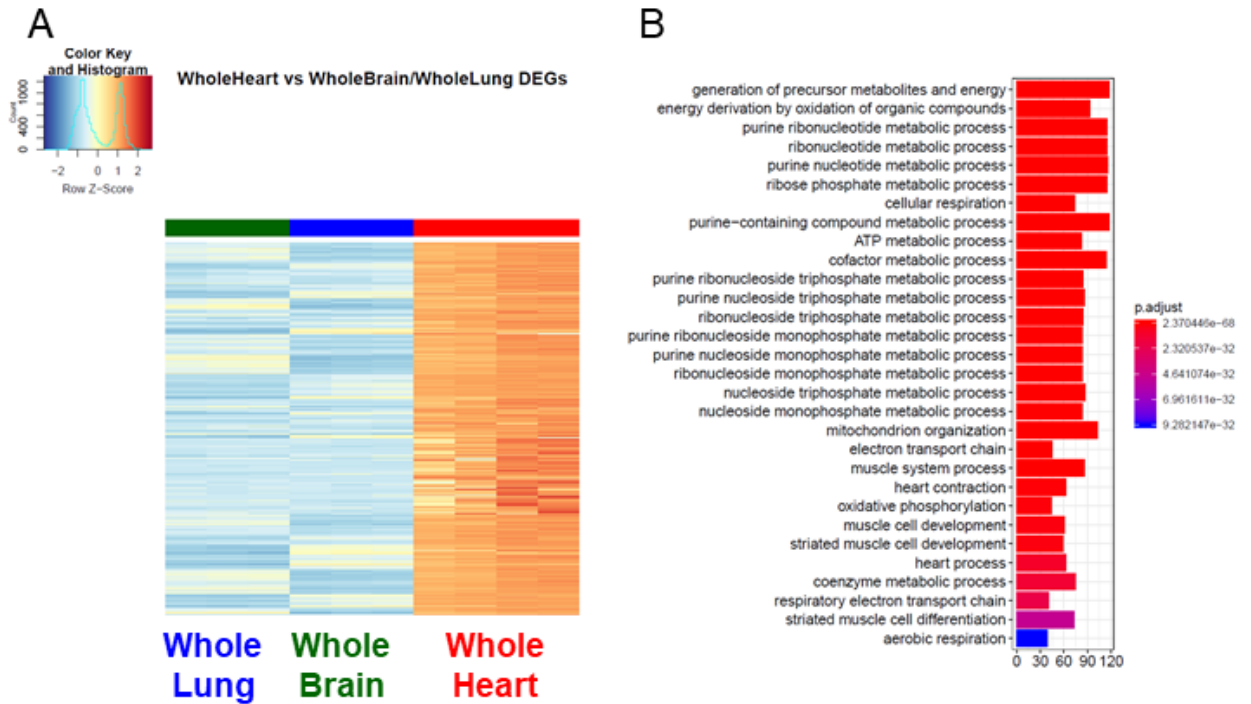 A
B
Color Key
and Histogram
Count
0 400 1000
−2 −1 0 1 2
Row Z−Score
WholeHeart vs WholeBrain/WholeLung DEGs
Whole
Lung
Whole
Brain
Whole
Heart
generation of precursor metabolites and energy
energy derivation by oxidation of organic compounds
purine ribonucleotide metabolic process
ribonucleotide metabolic process
purine nucleotide metabolic process
ribose phosphate metabolic process
cellular respiration
purine−containing compound metabolic process
ATP metabolic process
cofactor metabolic process
purine ribonucleoside triphosphate metabolic process
purine nucleoside triphosphate metabolic process
ribonucleoside triphosphate metabolic process
purine ribonucleoside monophosphate metabolic process
purine nucleoside monophosphate metabolic process
ribonucleoside monophosphate metabolic process
nucleoside triphosphate metabolic process
nucleoside monophosphate metabolic process
mitochondrion organization
electron transport chain
muscle system process
heart contraction
oxidative phosphorylation
muscle cell development
striated muscle cell development
heart process
coenzyme metabolic process
respiratory electron transport chain
striated muscle cell differentiation
aerobic respiration
0 30 60 90 120
p.adjust
2.370446e−68
2.320537e−32
4.641074e−32
6.961611e−32
9.282147e−32